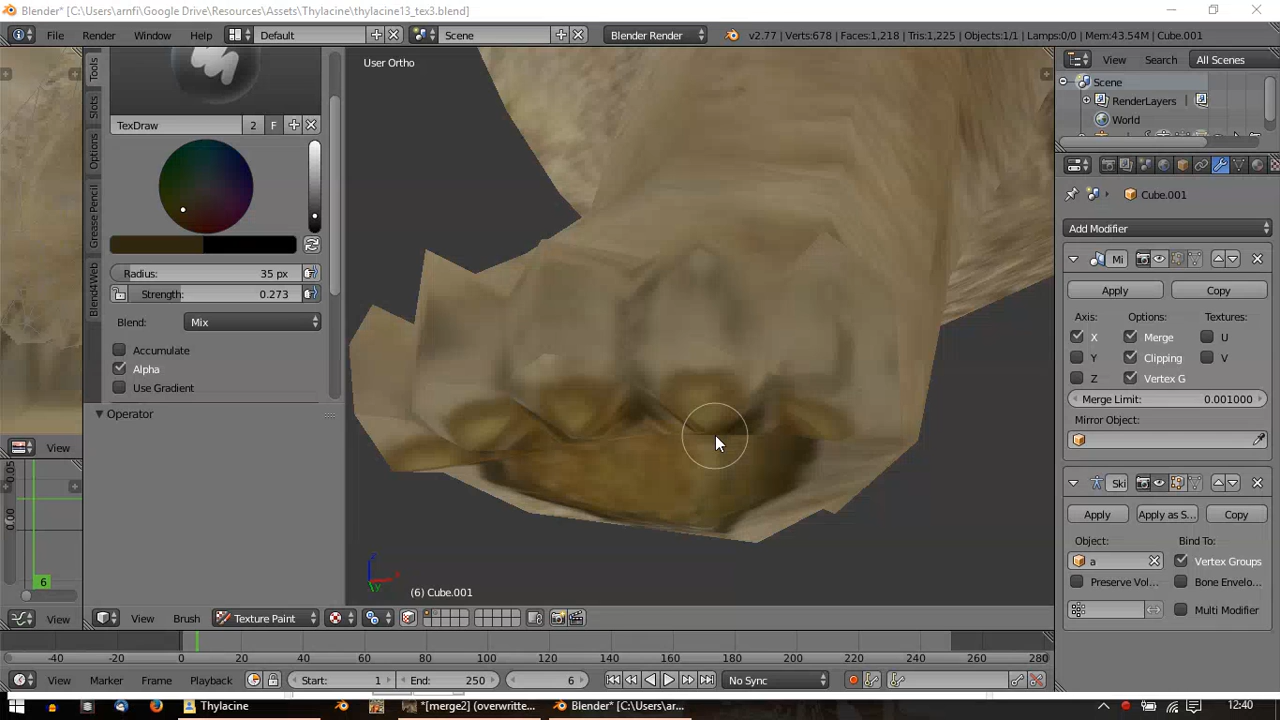 Blender* [C:\Users\arnfi\Google Drive\Resources\Assets\Thylacine\thylacine13_tex3.blend]
File Render Window Help Default Scene Blender Render v2.77 | Verts:678 | Faces:1,218 | Tris:1,225 | Objects:1/1 | Lamps:0/0 | Mem:43.54M | Cube.001
User Ortho
View Search All Scenes
Scene
RenderLayers
World
Tools
Slots
Options
Grease Pencil
Blend4Web
TexDraw 2 F
Radius: 35 px
Strength: 0.273
Blend: Mix
Accumulate
Alpha
Use Gradient
Operator
Cube.001
Add Modifier
Mi
Apply Copy
Axis: Options: Textures:
X Merge U
Y Clipping V
Z Vertex G
Merge Limit: 0.001000
Mirror Object:
Ski
Apply Apply as S... Copy
Object: Bind To:
a Vertex Groups
Preserve Vol... Bone Envelo...
Multi Modifier
View
0.05
0.00
6
View
(6) Cube.001
View Brush Texture Paint
-40 -20 0 20 40 60 80 100 120 140 160 180 200 220 240 260 280
View Marker Frame Playback Start: 1 End: 250 6 No Sync
Thylacine *[merge2] (overwritte... Blender* [C:\Users\ar... 12:40